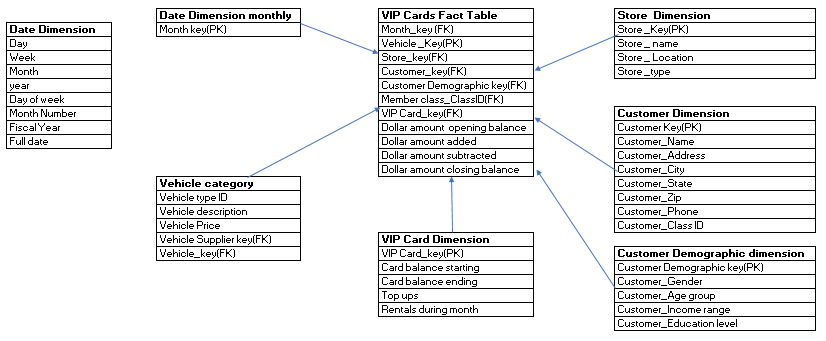 Date Dimension
Day
Week
Month
year
Day of week
Month Number
Fiscal Year
Full date
Date Dimension monthly
Month key(PK)
Vehicle category
Vehicle type ID
Vehicle description
Vehicle Price
Vehicle Supplier key(FK)
Vehicle_key(FK)
VIP Cards Fact Table
Month_key (FK)
Vehicle _Key(PK)
Store_key(FK)
Customer_key(FK)
Customer Demographic key(FK)
Member class_ClassID(FK)
VIP Card_key(FK)
Dollar amount opening balance
Dollar amount added
Dollar amount subtracted
Dollar amount closing balance
VIP Card Dimension
VIP Card_key(PK)
Card balance starting
Card balance ending
Top ups
Rentals during month
Store Dimension
Store _Key(PK)
Store _ name
Store _ Location
Store _type
Customer Dimension
Customer Key(PK)
Customer_Name
Customer_Address
Customer_City
Customer_State
Customer_Zip
Customer_Phone
Customer_Class ID
Customer Demographic dimension
Customer Demographic key(PK)
Customer_Gender
Customer_Age group
Customer_Income range
Customer_Education level